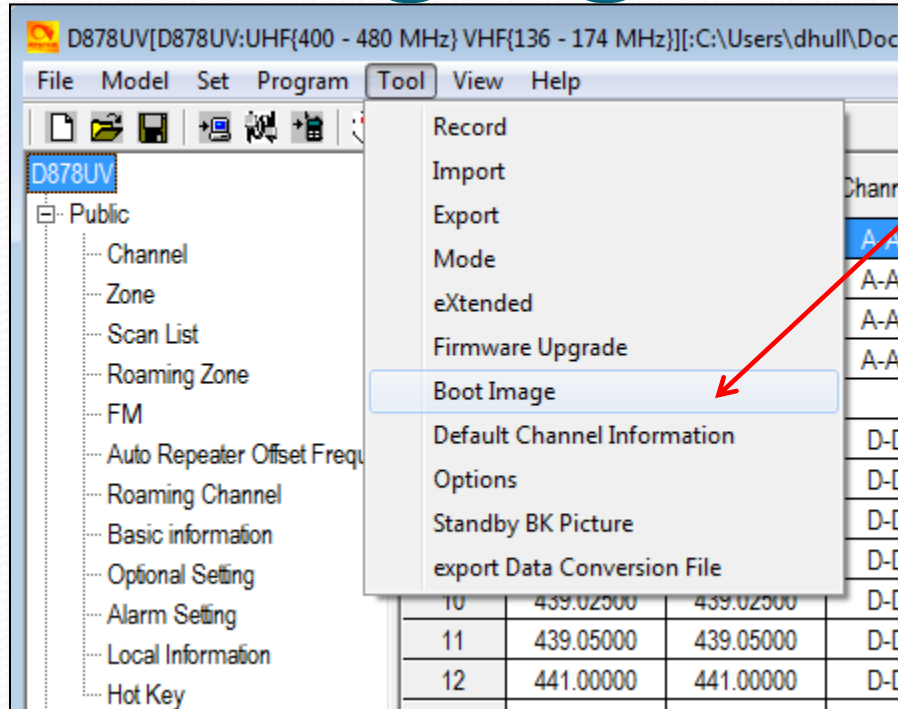 D878UV[D878UV:UHF{400 - 480 MHz} VHF{136 - 174 MHz}][:C:\Users\dhull\Doc
File Model Set Program Tool View Help
Record
Import
Export
Mode
eXtended
Firmware Upgrade
Boot Image
Default Channel Information
Options
Standby BK Picture
export Data Conversion File
D878UV
Public
Channel
Zone
Scan List
Roaming Zone
FM
Auto Repeater Offset Frequ
Roaming Channel
Basic information
Optional Setting
Alarm Setting
Local Information
Hot Key
Chann
A-A
A-A
A-A
A-A
D-D
D-D
D-D
D-D
10 439.02500 439.02500 D-D
11 439.05000 439.05000 D-D
12 441.00000 441.00000 D-D